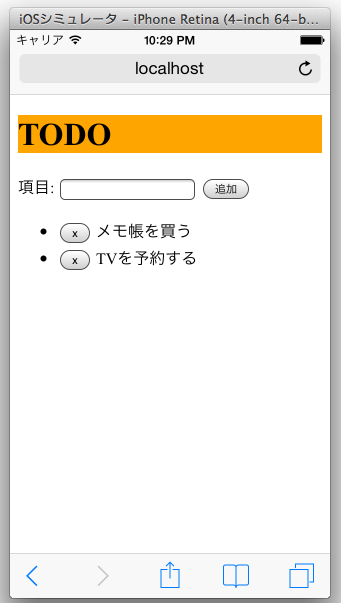 iOSシミュレータ - iPhone Retina (4-inch 64-b...
キャリア 10:29 PM
localhost
TODO
項目: 追加
x メモ帳を買う
x TVを予約する